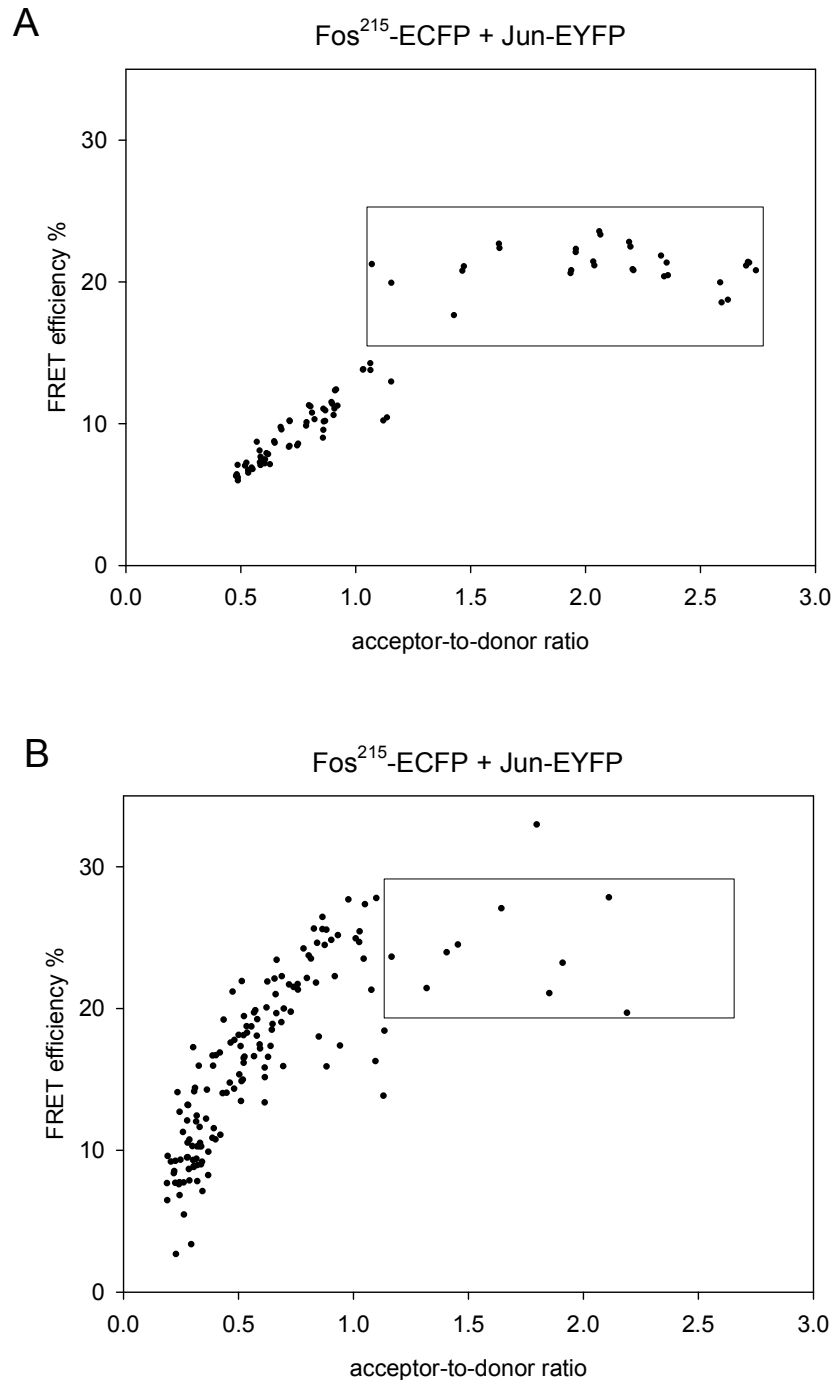 A
Fos²¹⁵-ECFP + Jun-EYFP
30
20
10
0
FRET efficiency %
0.0 0.5 1.0 1.5 2.0 2.5 3.0
acceptor-to-donor ratio
B
Fos²¹⁵-ECFP + Jun-EYFP
30
20
10
0
FRET efficiency %
0.0 0.5 1.0 1.5 2.0 2.5 3.0
acceptor-to-donor ratio